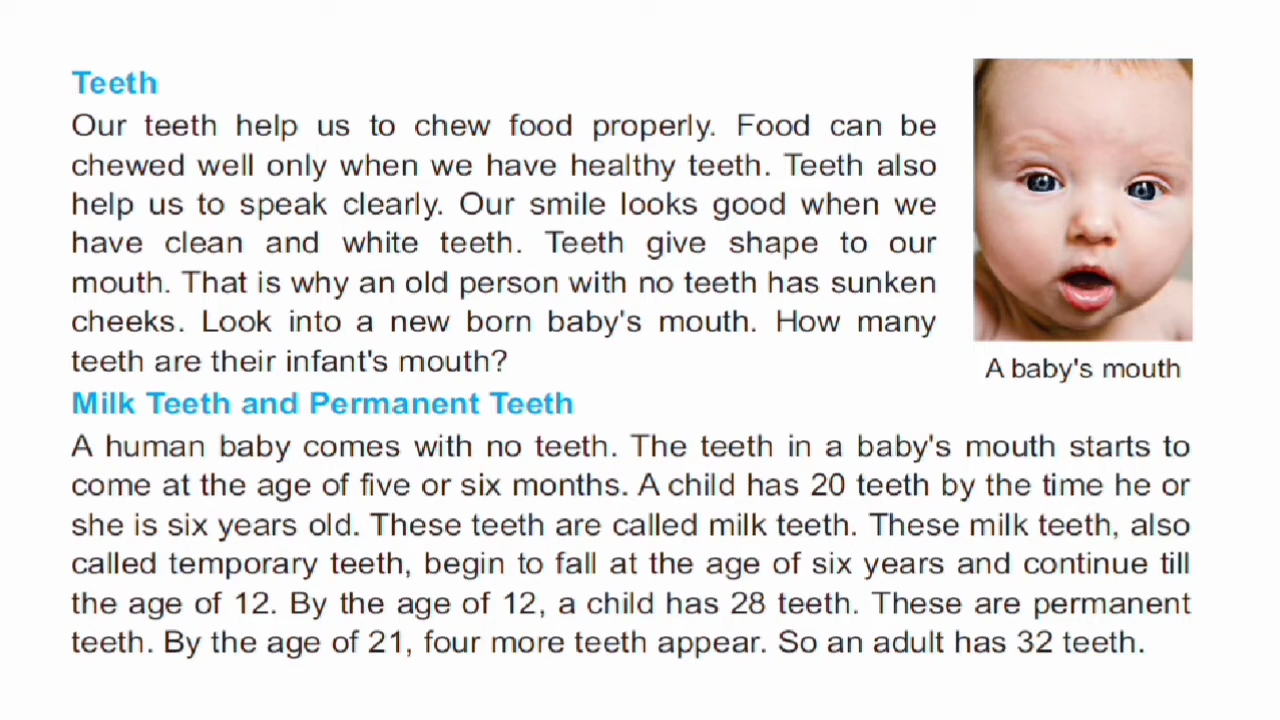 Teeth
Our teeth help us to chew food properly. Food can be
chewed well only when we have healthy teeth. Teeth also
help us to speak clearly. Our smile looks good when we
have clean and white teeth. Teeth give shape to our
mouth. That is why an old person with no teeth has sunken
cheeks. Look into a new born baby's mouth. How many
teeth are their infant's mouth?
A baby's mouth
Milk Teeth and Permanent Teeth
A human baby comes with no teeth. The teeth in a baby's mouth starts to
come at the age of five or six months. A child has 20 teeth by the time he or
she is six years old. These teeth are called milk teeth. These milk teeth, also
called temporary teeth, begin to fall at the age of six years and continue till
the age of 12. By the age of 12, a child has 28 teeth. These are permanent
teeth. By the age of 21, four more teeth appear. So an adult has 32 teeth.